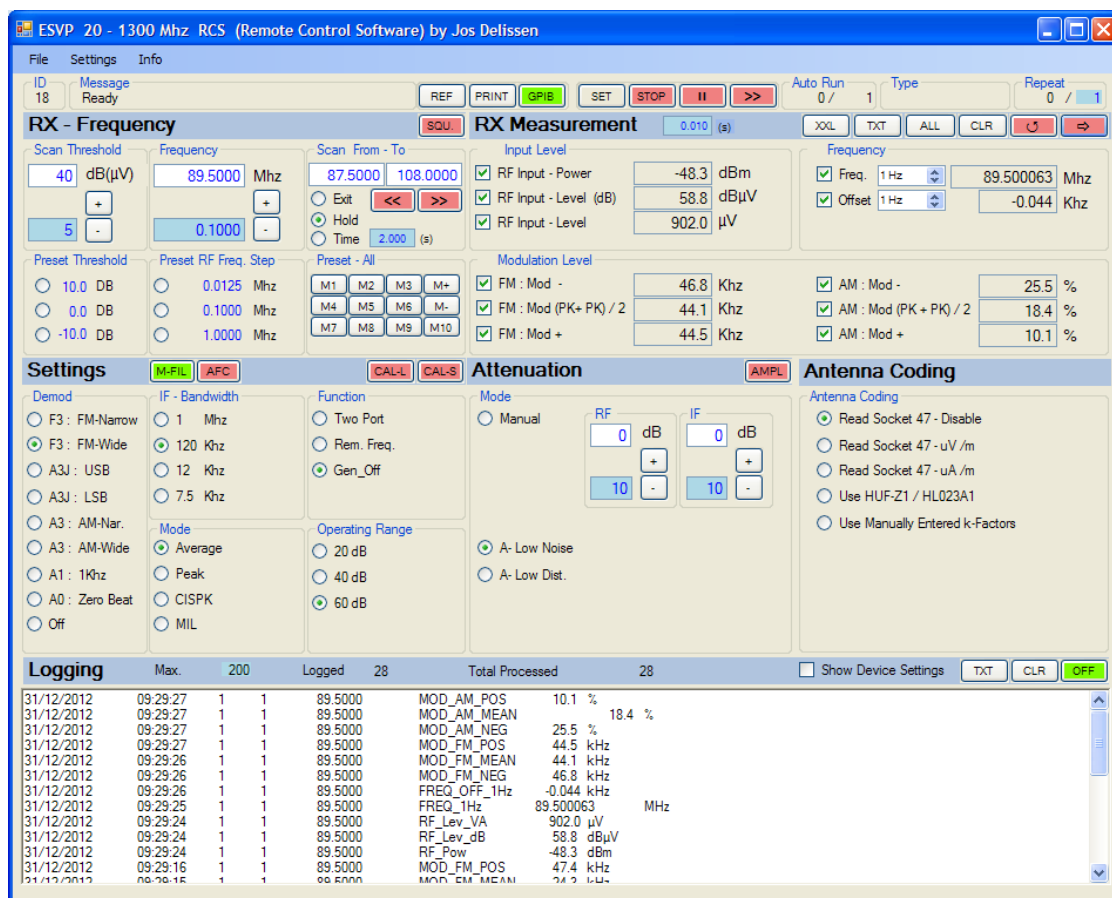 ESVP 20 - 1300 Mhz RCS (Remote Control Software) by Jos Delissen
File Settings Info
ID Message Auto Run Type Repeat
18 Ready REF PRINT GPIB SET STOP II >> 0 / 1 0 / 1
RX - Frequency SQU. RX Measurement 0.010 (s) XXL TXT ALL CLR
Scan Threshold Frequency Scan From - To Input Level Frequency
40 dB(µV) 89.5000 Mhz 87.5000 108.0000 RF Input - Power -48.3 dBm Freq. 1 Hz 89.500063 Mhz
+ + Exit << >> RF Input - Level (dB) 58.8 dBµV Offset 1 Hz -0.044 Khz
Hold RF Input - Level 902.0 µV
5 - 0.1000 - Time 2.000 (s)
Preset Threshold Preset RF Freq. Step Preset - All Modulation Level
10.0 DB 0.0125 Mhz M1 M2 M3 M+ FM : Mod - 46.8 Khz AM : Mod - 25.5 %
0.0 DB 0.1000 Mhz M4 M5 M6 M- FM : Mod (PK+ PK) / 2 44.1 Khz AM : Mod (PK + PK) / 2 18.4 %
-10.0 DB 1.0000 Mhz M7 M8 M9 M10 FM : Mod + 44.5 Khz AM : Mod + 10.1 %
Settings M-FIL AFC CAL-L CAL-S Attenuation AMPL Antenna Coding
Demod IF - Bandwidth Function Mode Antenna Coding
F3 : FM-Narrow 1 Mhz Two Port Manual RF IF Read Socket 47 - Disable
F3 : FM-Wide 120 Khz Rem. Freq. 0 dB 0 dB Read Socket 47 - uV /m
A3J : USB 12 Khz Gen_Off + + Read Socket 47 - uA /m
A3J : LSB 7.5 Khz 10 - 10 - Use HUF-Z1 / HL023A1
A3 : AM-Nar. Mode Operating Range Use Manually Entered k-Factors
A3 : AM-Wide Average 20 dB A- Low Noise
A1 : 1Khz Peak 40 dB A- Low Dist.
A0 : Zero Beat CISPK 60 dB
Off MIL
Logging Max. 200 Logged 28 Total Processed 28 Show Device Settings TXT CLR OFF
31/12/2012 09:29:27 1 1 89.5000 MOD_AM_POS 10.1 %
31/12/2012 09:29:27 1 1 89.5000 MOD_AM_MEAN 18.4 %
31/12/2012 09:29:27 1 1 89.5000 MOD_AM_NEG 25.5 %
31/12/2012 09:29:27 1 1 89.5000 MOD_FM_POS 44.5 kHz
31/12/2012 09:29:26 1 1 89.5000 MOD_FM_MEAN 44.1 kHz
31/12/2012 09:29:26 1 1 89.5000 MOD_FM_NEG 46.8 kHz
31/12/2012 09:29:26 1 1 89.5000 FREQ_OFF_1Hz -0.044 kHz
31/12/2012 09:29:25 1 1 89.5000 FREQ_1Hz 89.500063 MHz
31/12/2012 09:29:24 1 1 89.5000 RF_Lev_VA 902.0 µV
31/12/2012 09:29:24 1 1 89.5000 RF_Lev_dB 58.8 dBµV
31/12/2012 09:29:24 1 1 89.5000 RF_Pow -48.3 dBm
31/12/2012 09:29:16 1 1 89.5000 MOD_FM_POS 47.4 kHz
31/12/2012 09:29:15 1 1 89.5000 MOD_FM_MEAN 24.3 kHz